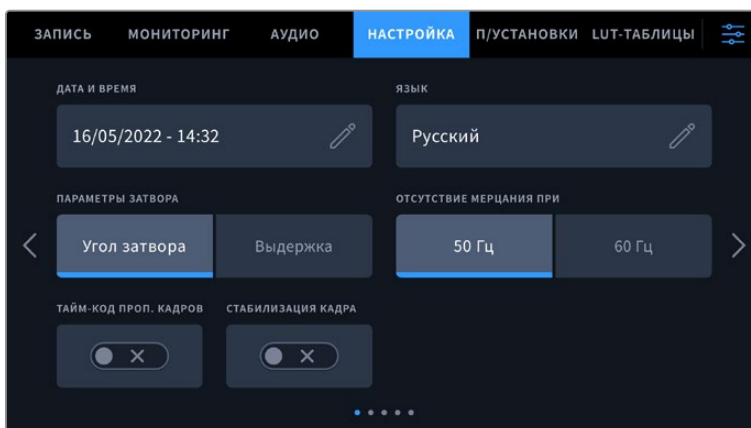 ЗАПИСЬ МОНИТОРИНГ АУДИО НАСТРОЙКА П/УСТАНОВКИ LUT-ТАБЛИЦЫ
ДАТА И ВРЕМЯ ЯЗЫК
16/05/2022 - 14:32 Русский
ПАРАМЕТРЫ ЗАТВОРА ОТСУТСТВИЕ МЕРЦАНИЯ ПРИ
Угол затвора Выдержка 50 Гц 60 Гц
ТАЙМ-КОД ПРОП. КАДРОВ СТАБИЛИЗАЦИЯ КАДРА